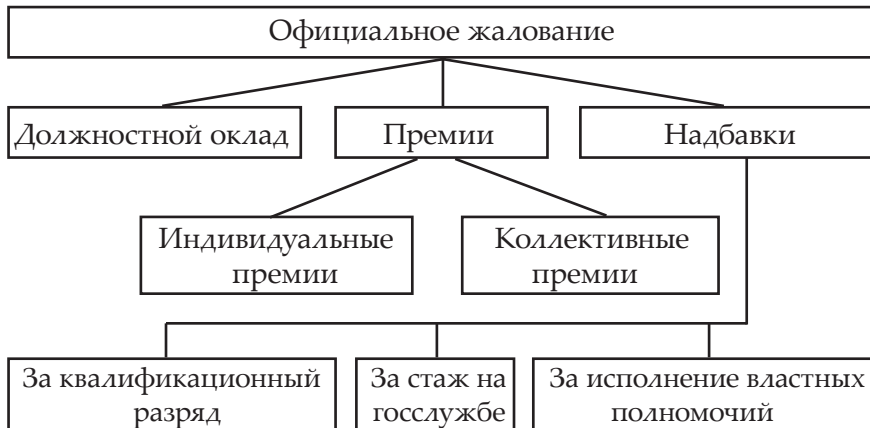 Официальное жалование
Должностной оклад
Премии
Надбавки
Индивидуальные
премии
Коллективные
премии
За квалификационный
разряд
За стаж на
госслужбе
За исполнение властных
полномочий